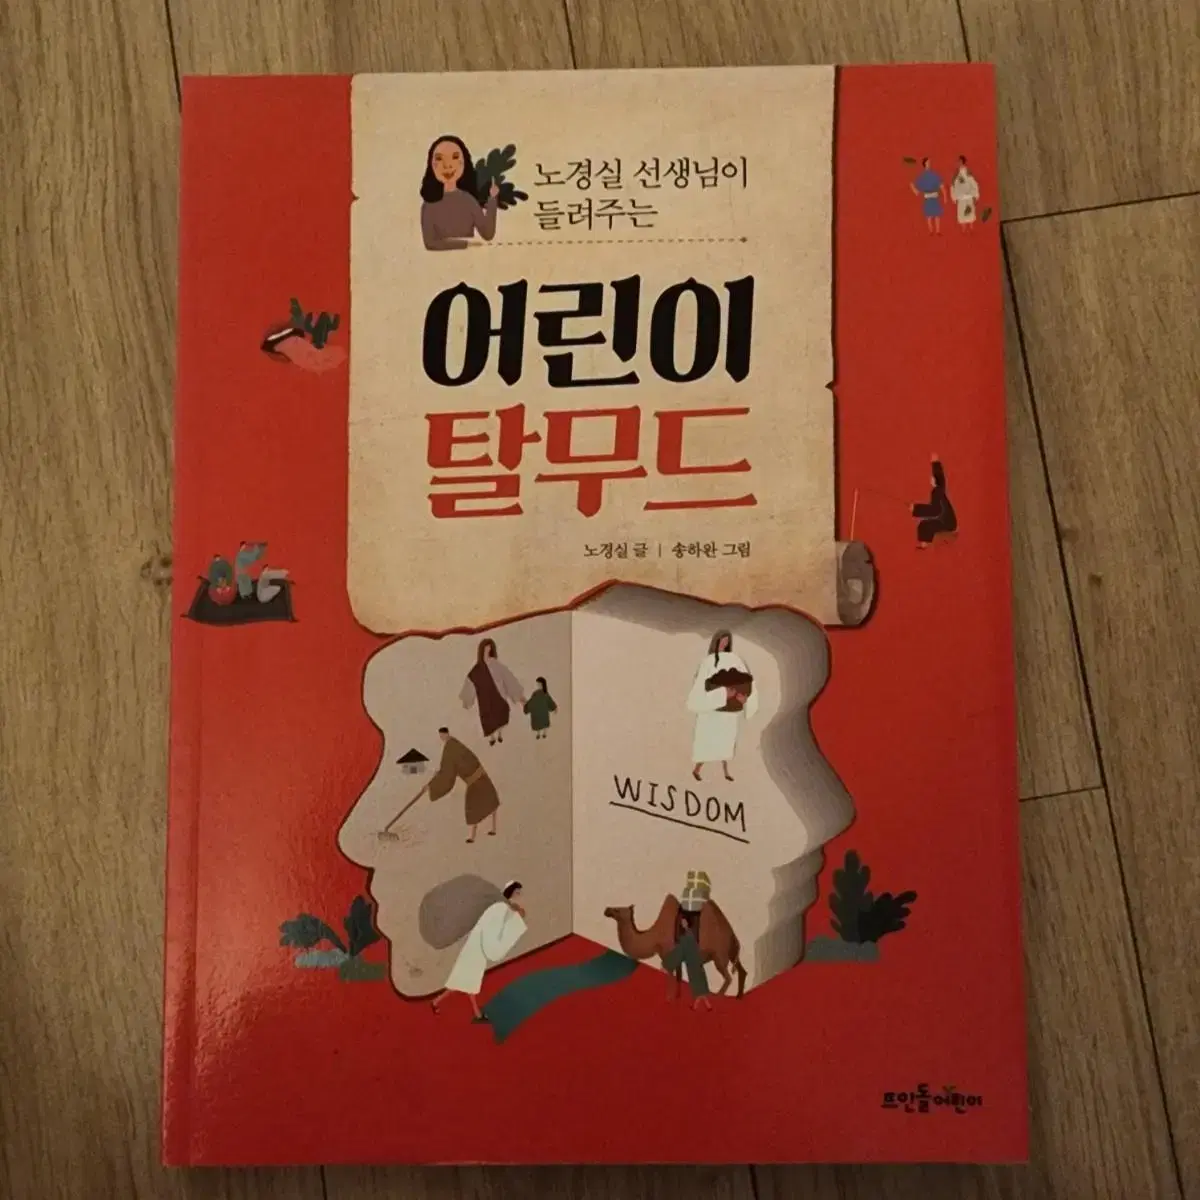 노경실 선생님이
들려주는
어린이
탈무드
노경실 글 | 송하완 그림
WISDOM
뜨인돌어린이